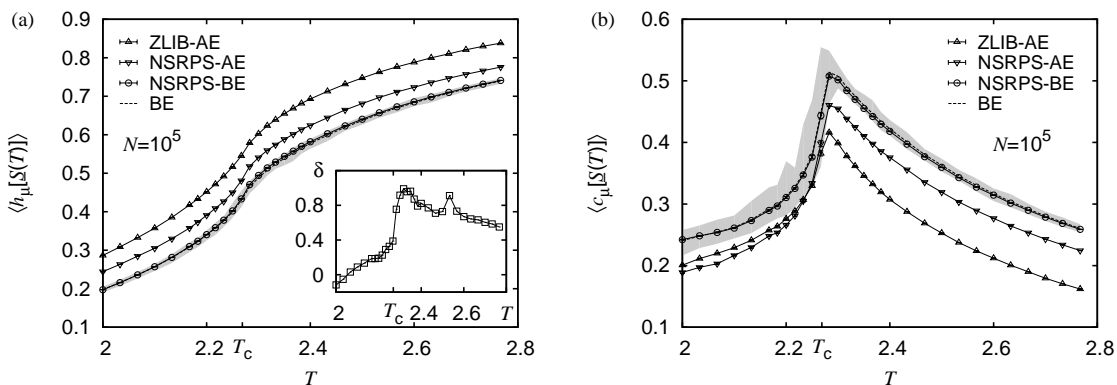 (a)
⟨h_μ[S(T)]⟩
0.9
0.8
0.7
0.6
0.5
0.4
0.3
0.2
0.1
ZLIB-AE
NSRPS-AE
NSRPS-BE
BE
N=10^5
δ
0.8
0.4
0
2 T_c 2.4 2.6 T
2 2.2 T_c 2.4 2.6 2.8
T
(b)
⟨c_μ[S(T)]⟩
0.6
0.5
0.4
0.3
0.2
0.1
ZLIB-AE
NSRPS-AE
NSRPS-BE
BE
N=10^5
2 2.2 T_c 2.4 2.6 2.8
T